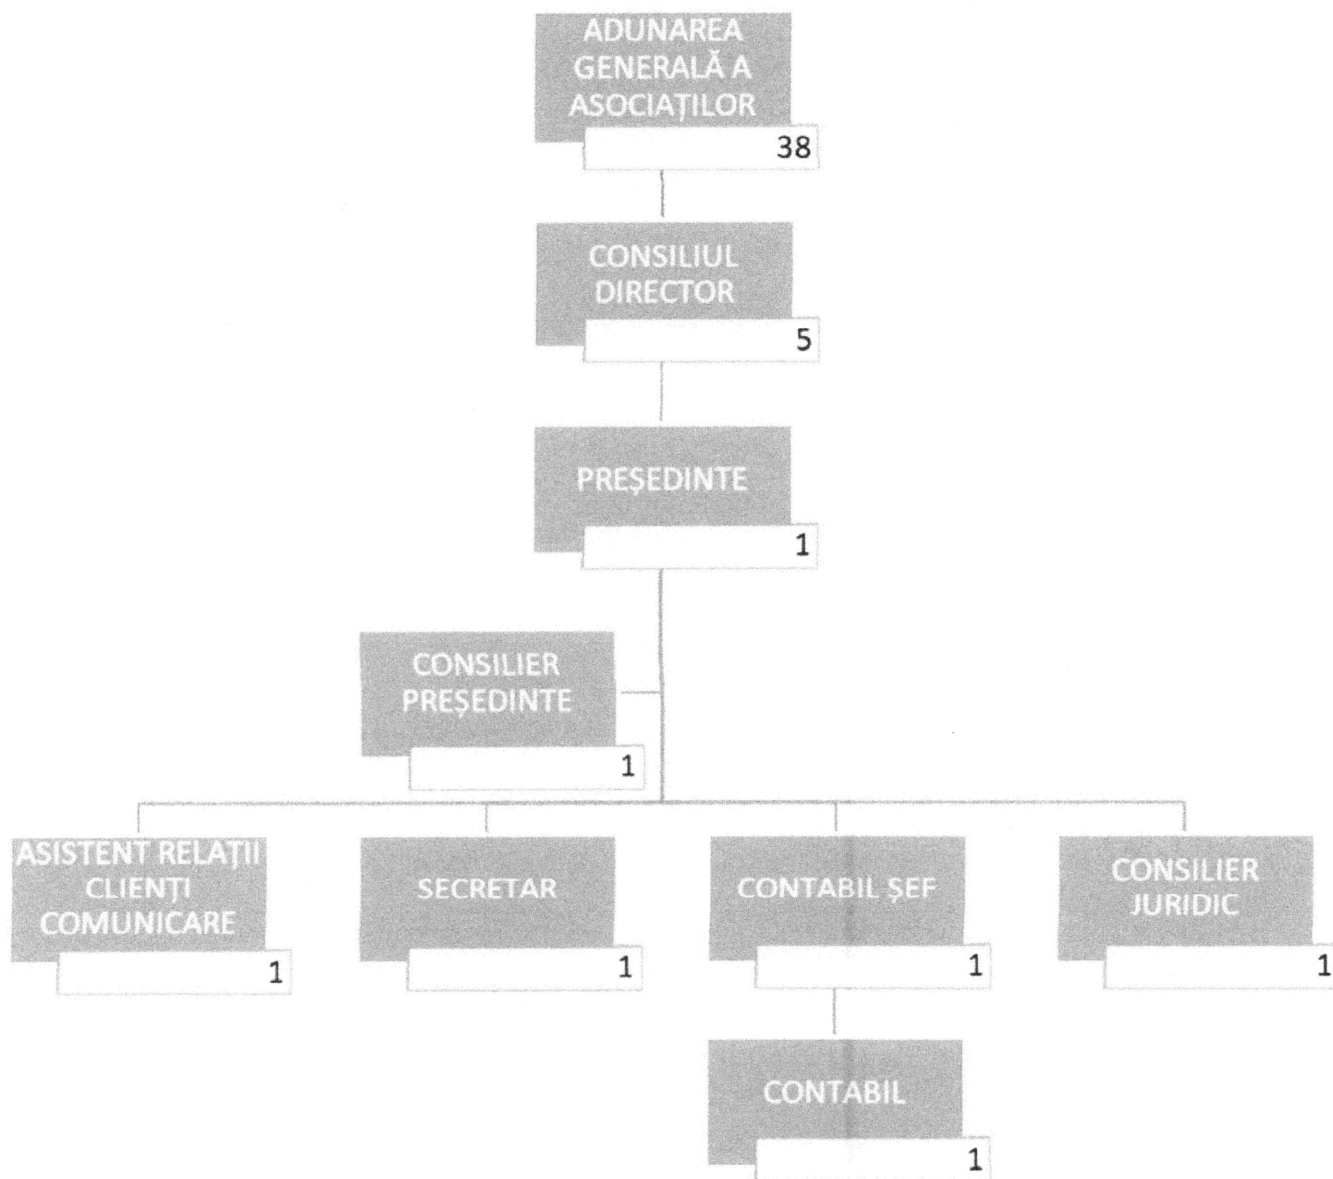 ADUNAREA
GENERALĂ A
ASOCIAȚILOR
38
CONSILIUL
DIRECTOR
5
PREȘEDINTE
1
CONSILIER
PREȘEDINTE
1
ASISTENT RELAȚII
CLIENȚI
COMUNICARE
1
SECRETAR
1
CONTABIL ȘEF
1
CONSILIER
JURIDIC
1
CONTABIL
1